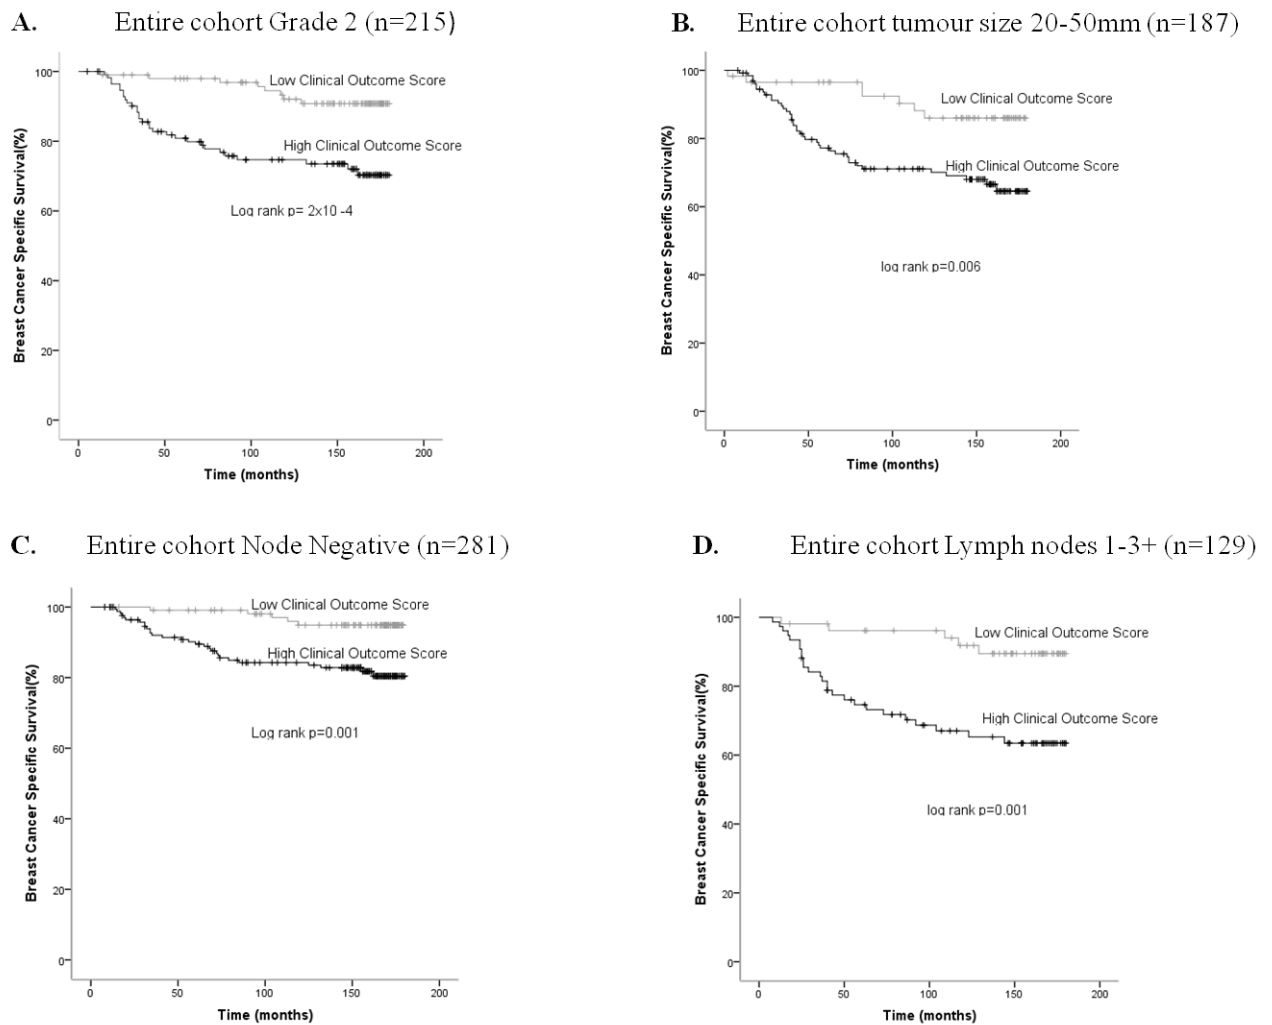 A. Entire cohort Grade 2 (n=215)
Breast Cancer Specific Survival(%)
100
80
60
40
20
0
Low Clinical Outcome Score
High Clinical Outcome Score
Log rank p= 2x10 -4
0 50 100 150 200
Time (months)
B. Entire cohort tumour size 20-50mm (n=187)
Breast Cancer Specific Survival(%)
100
80
60
40
20
0
Low Clinical Outcome Score
High Clinical Outcome Score
log rank p=0.006
0 50 100 150 200
Time (months)
C. Entire cohort Node Negative (n=281)
Breast Cancer Specific Survival(%)
100
80
60
40
20
0
Low Clinical Outcome Score
High Clinical Outcome Score
Log rank p=0.001
0 50 100 150 200
Time (months)
D. Entire cohort Lymph nodes 1-3+ (n=129)
Breast Cancer Specific Survival(%)
100
80
60
40
20
0
Low Clinical Outcome Score
High Clinical Outcome Score
log rank p=0.001
0 50 100 150 200
Time (months)